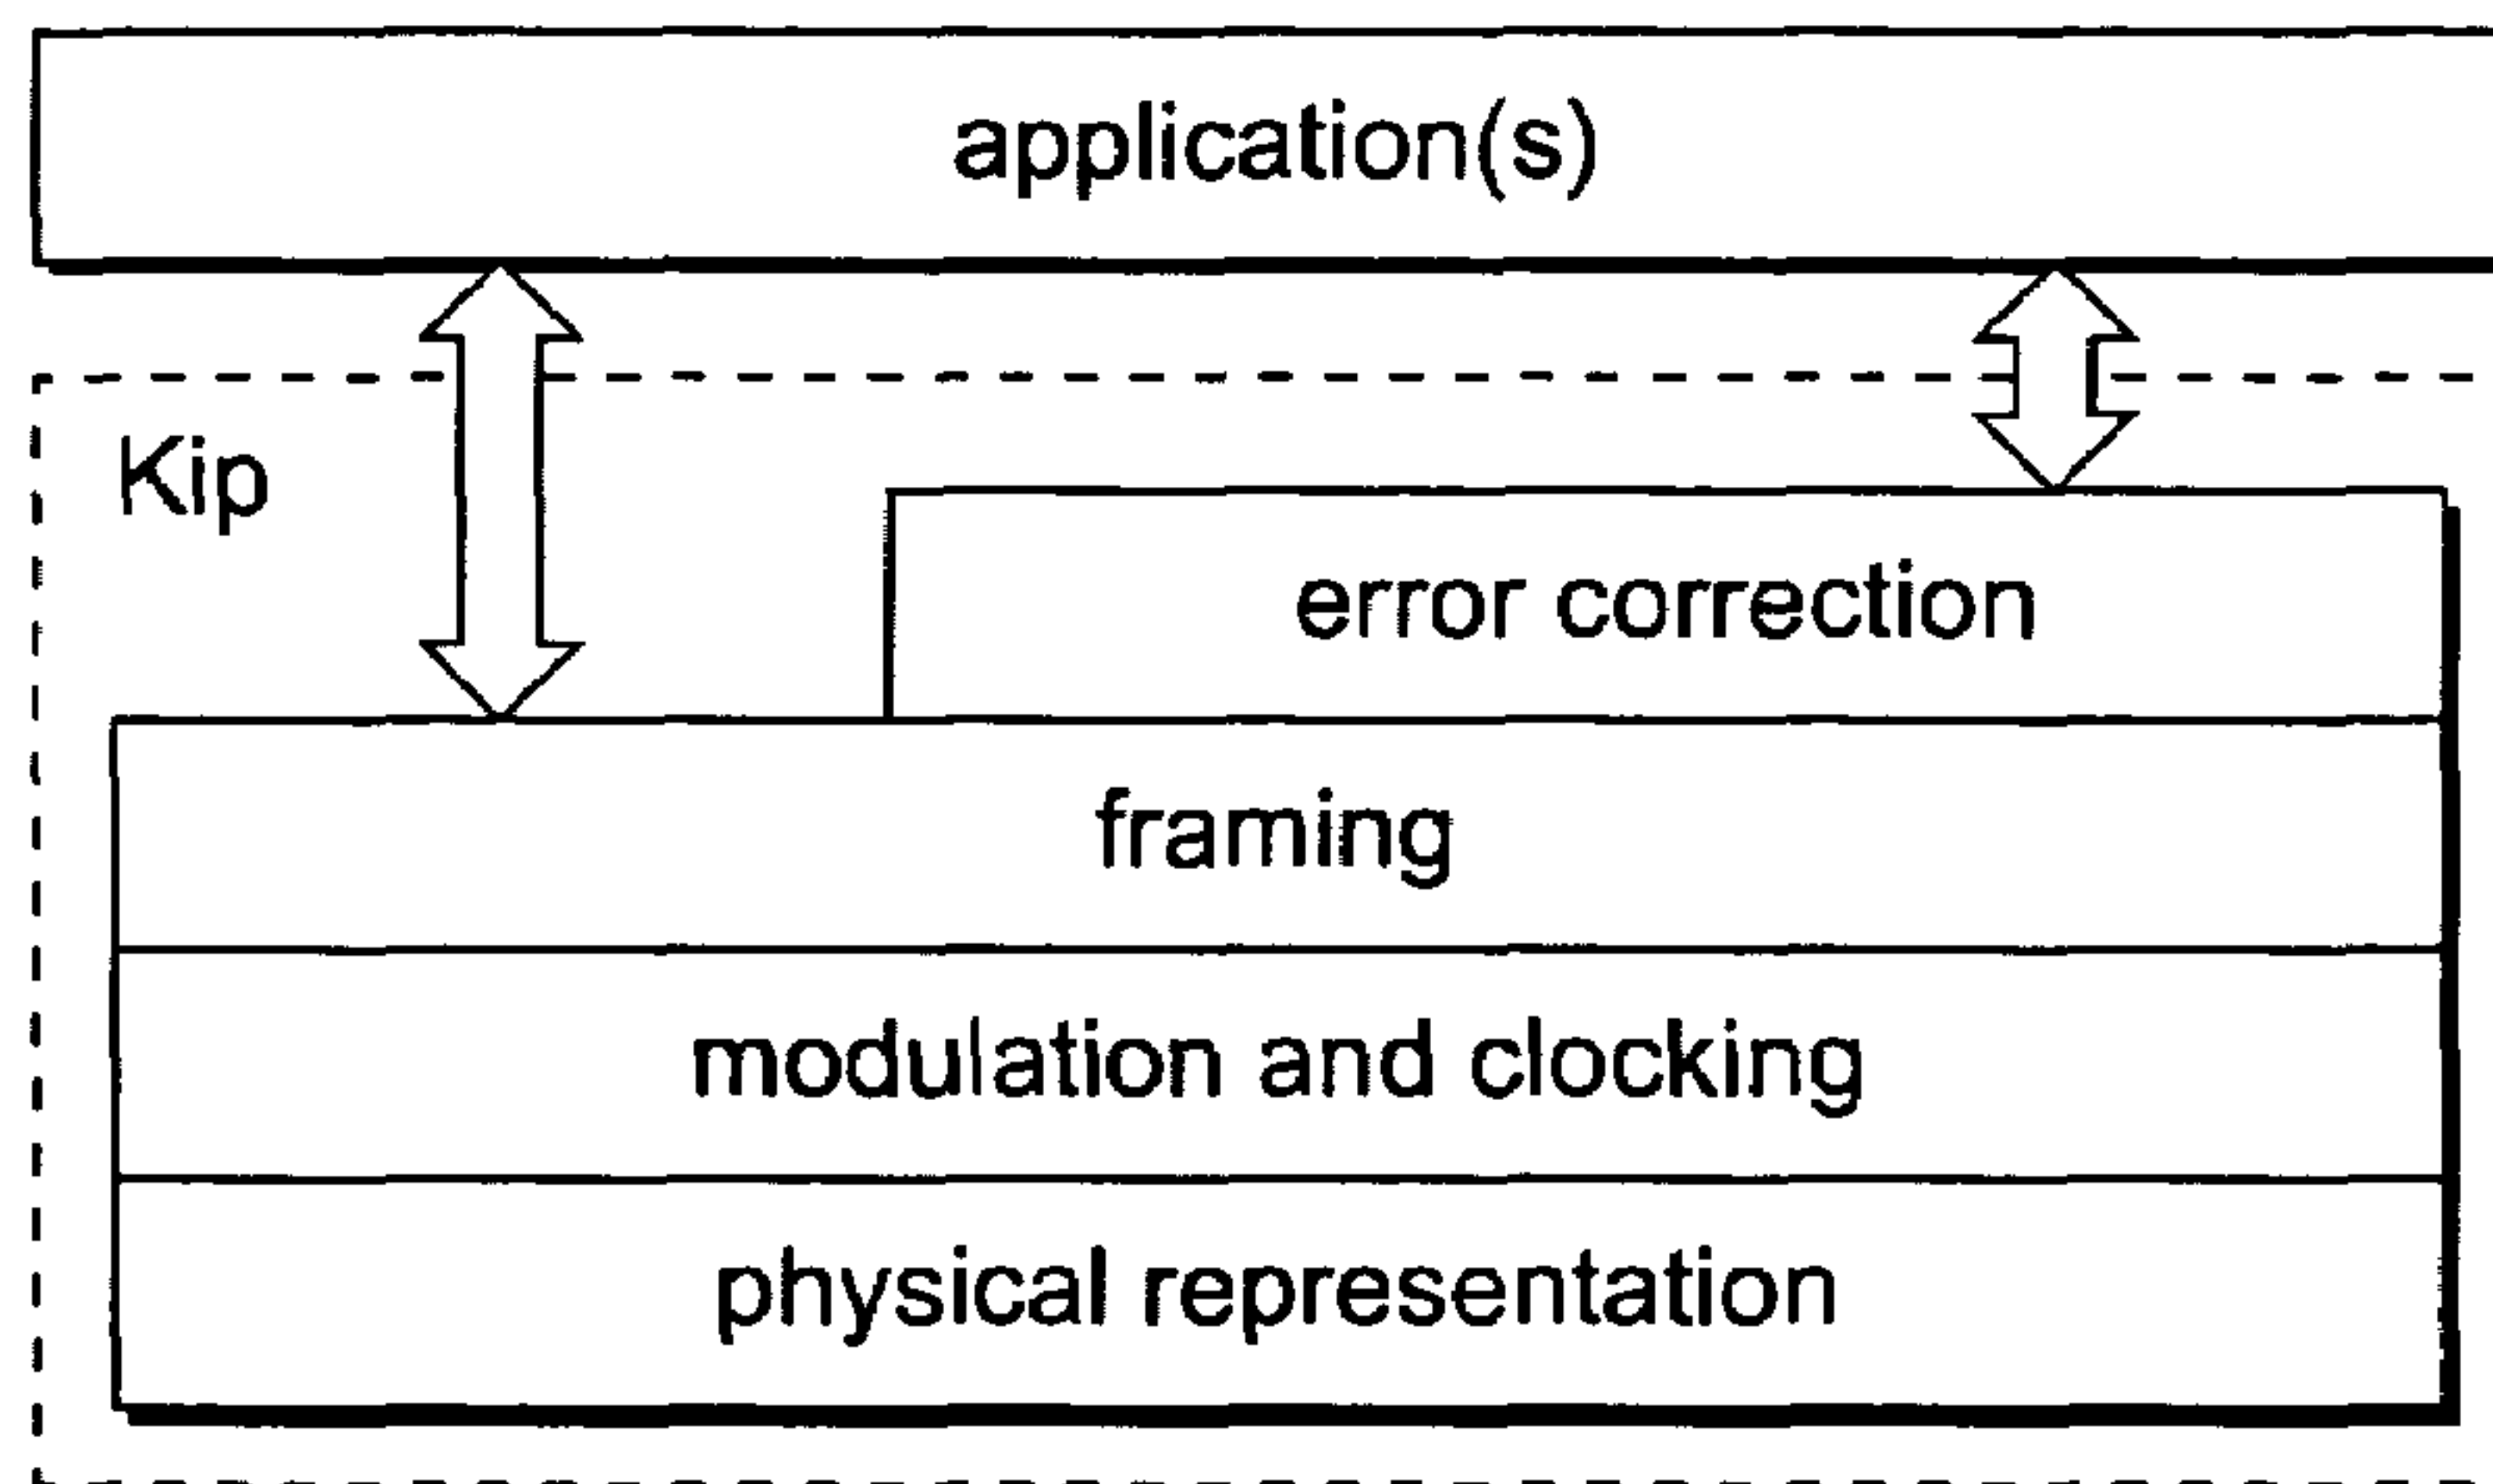 application(s)
Kip
error correction
framing
modulation and clocking
physical representation